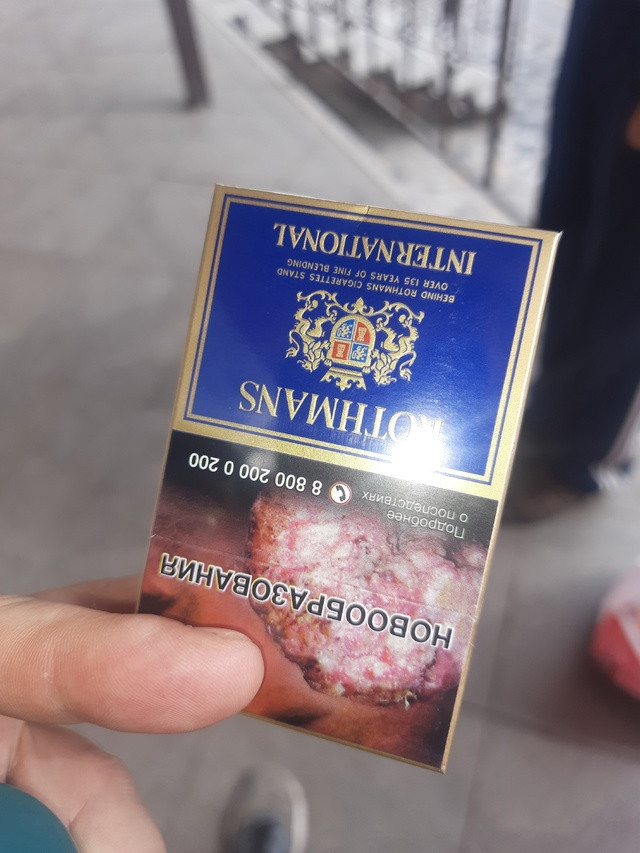 НОВООБРАЗОВАНИЯ
Подробнее
о последствиях
8 800 200 0 200
ROTHMANS
BEHIND ROTHMANS CIGARETTES STAND
OVER 135 YEARS OF FINE BLENDING
INTERNATIONAL